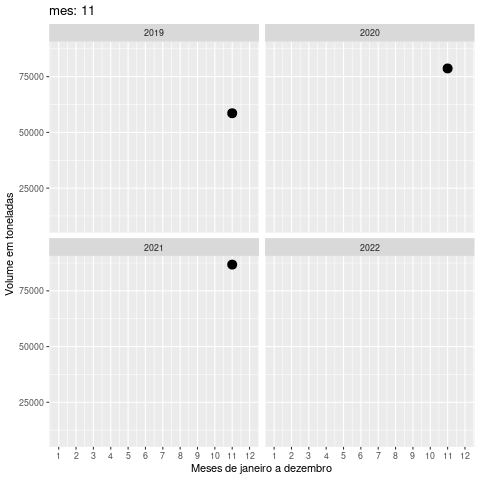 mes: 11
2019
2020
75000
50000
25000
2021
2022
75000
50000
25000
1 2 3 4 5 6 7 8 9 10 11 12
1 2 3 4 5 6 7 8 9 10 11 12
Meses de janeiro a dezembro
Volume em toneladas